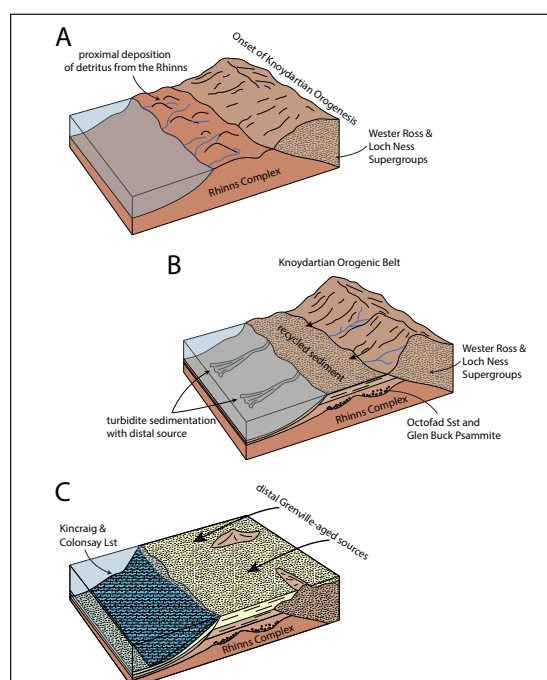 A
proximal deposition
of detritus from the Rhinns
Onset of Knoydartian Orogenesis
Wester Ross &
Loch Ness
Supergroups
Rhinns Complex
B
Knoydartian Orogenic Belt
recycled sediment
Wester Ross &
Loch Ness
Supergroups
turbidite sedimentation
with distal source
Rhinns Complex
Octofad Sst and
Glen Buck Psammite
C
distal Grenville-aged sources
Kincraig &
Colonsay Lst
Rhinns Complex